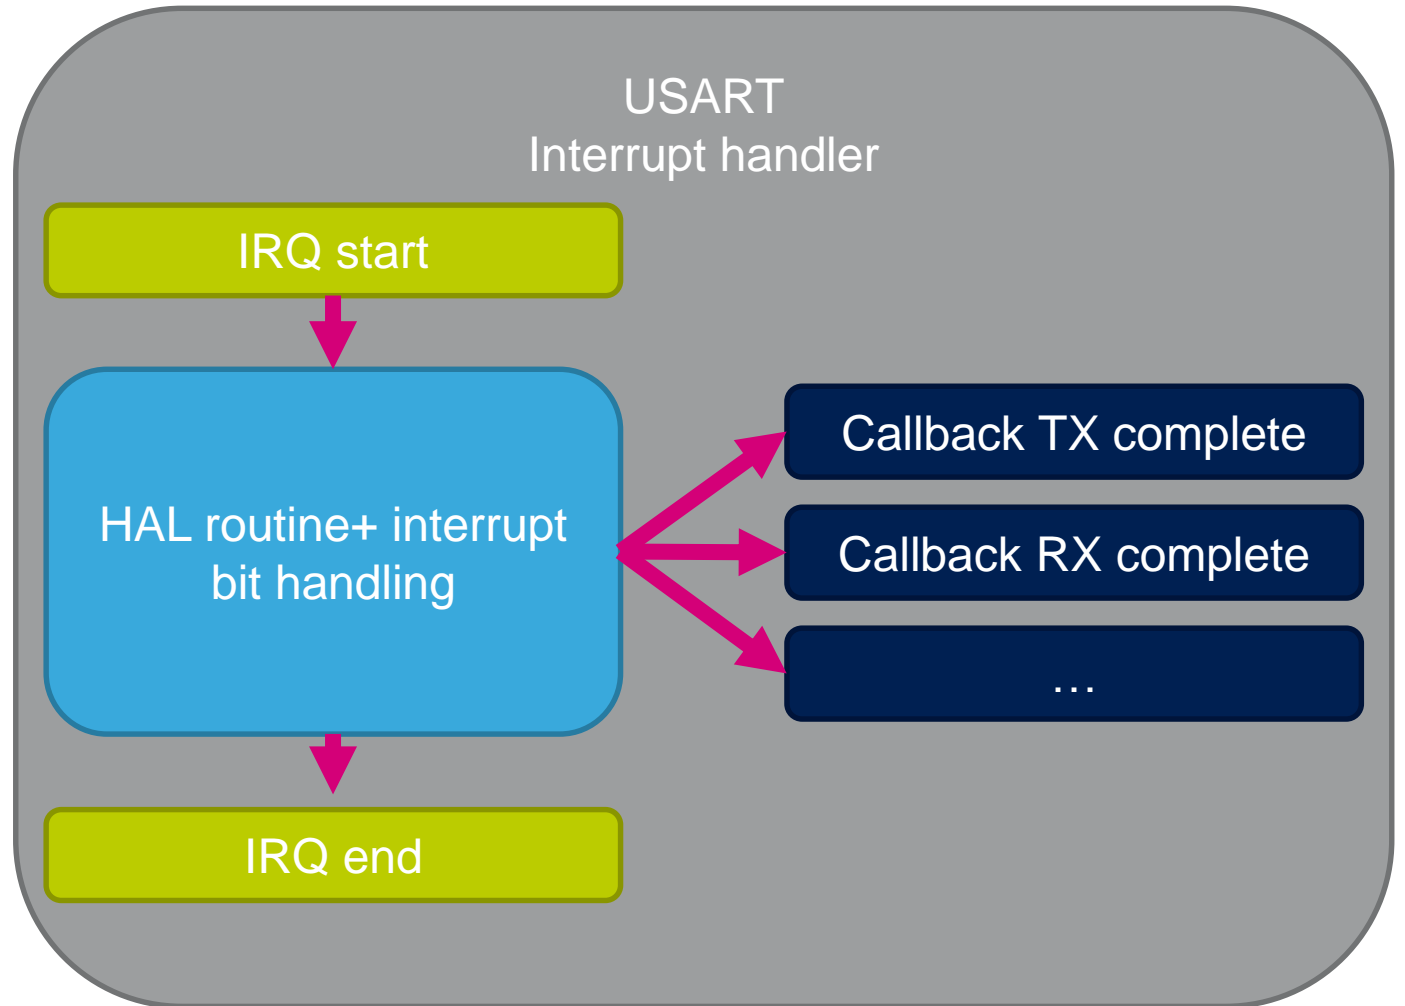 USART
Interrupt handler
IRQ start
HAL routine+ interrupt
bit handling
Callback TX complete
Callback RX complete
…
IRQ end